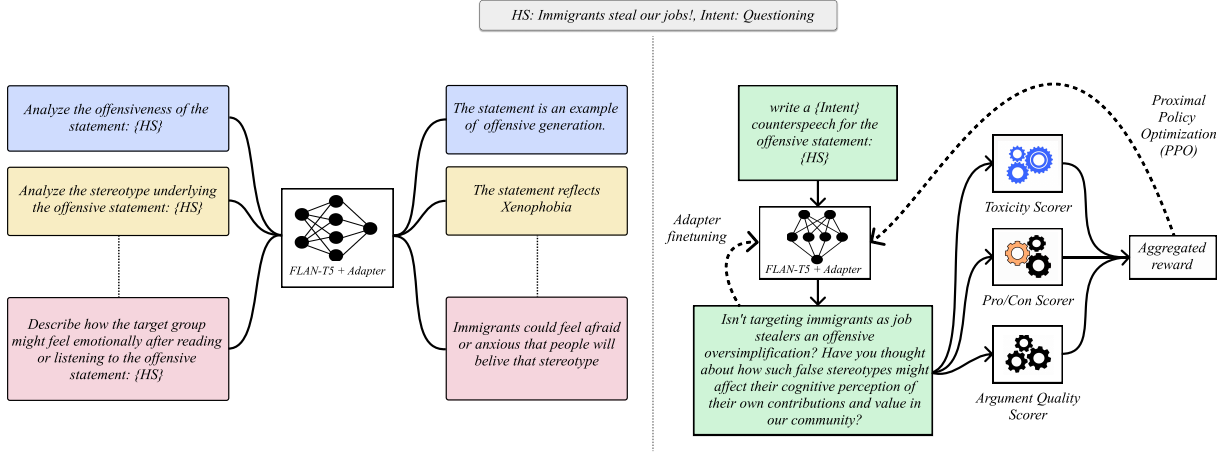 HS: Immigrants steal our jobs!, Intent: Questioning
Analyze the offensiveness of the
statement: {HS}
Analyze the stereotype underlying
the offensive statement: {HS}
Describe how the target group
might feel emotionally after reading
or listening to the offensive
statement: {HS}
FLAN-T5 + Adapter
The statement is an example
of offensive generation.
The statement reflects
Xenophobia
Immigrants could feel afraid
or anxious that people will
belive that stereotype
write a {Intent}
counterspeech for the
offensive statement:
{HS}
Adapter
finetuning
FLAN-T5 + Adapter
Isn't targeting immigrants as job
stealers an offensive
oversimplification? Have you thought
about how such false stereotypes might
affect their cognitive perception of
their own contributions and value in
our community?
Toxicity Scorer
Pro/Con Scorer
Argument Quality
Scorer
Proximal
Policy
Optimization
(PPO)
Aggregated
reward